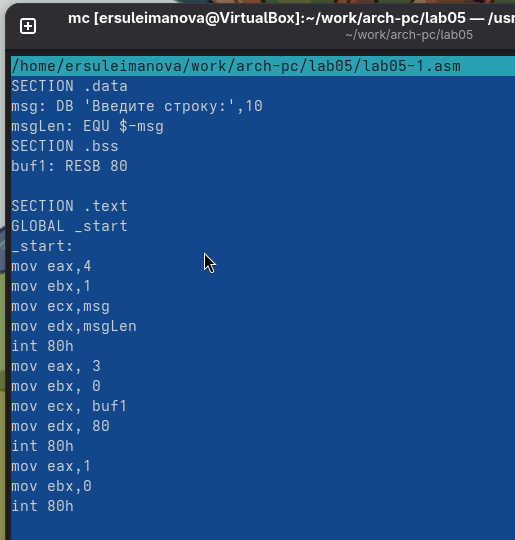 mc [ersuleimanova@VirtualBox]:~/work/arch-pc/lab05 — /usr
~/work/arch-pc/lab05
/home/ersuleimanova/work/arch-pc/lab05/lab05-1.asm
SECTION .data
msg: DB 'Введите строку:',10
msgLen: EQU $-msg
SECTION .bss
buf1: RESB 80
SECTION .text
GLOBAL _start
_start:
mov eax,4
mov ebx,1
mov ecx,msg
mov edx,msgLen
int 80h
mov eax, 3
mov ebx, 0
mov ecx, buf1
mov edx, 80
int 80h
mov eax,1
mov ebx,0
int 80h